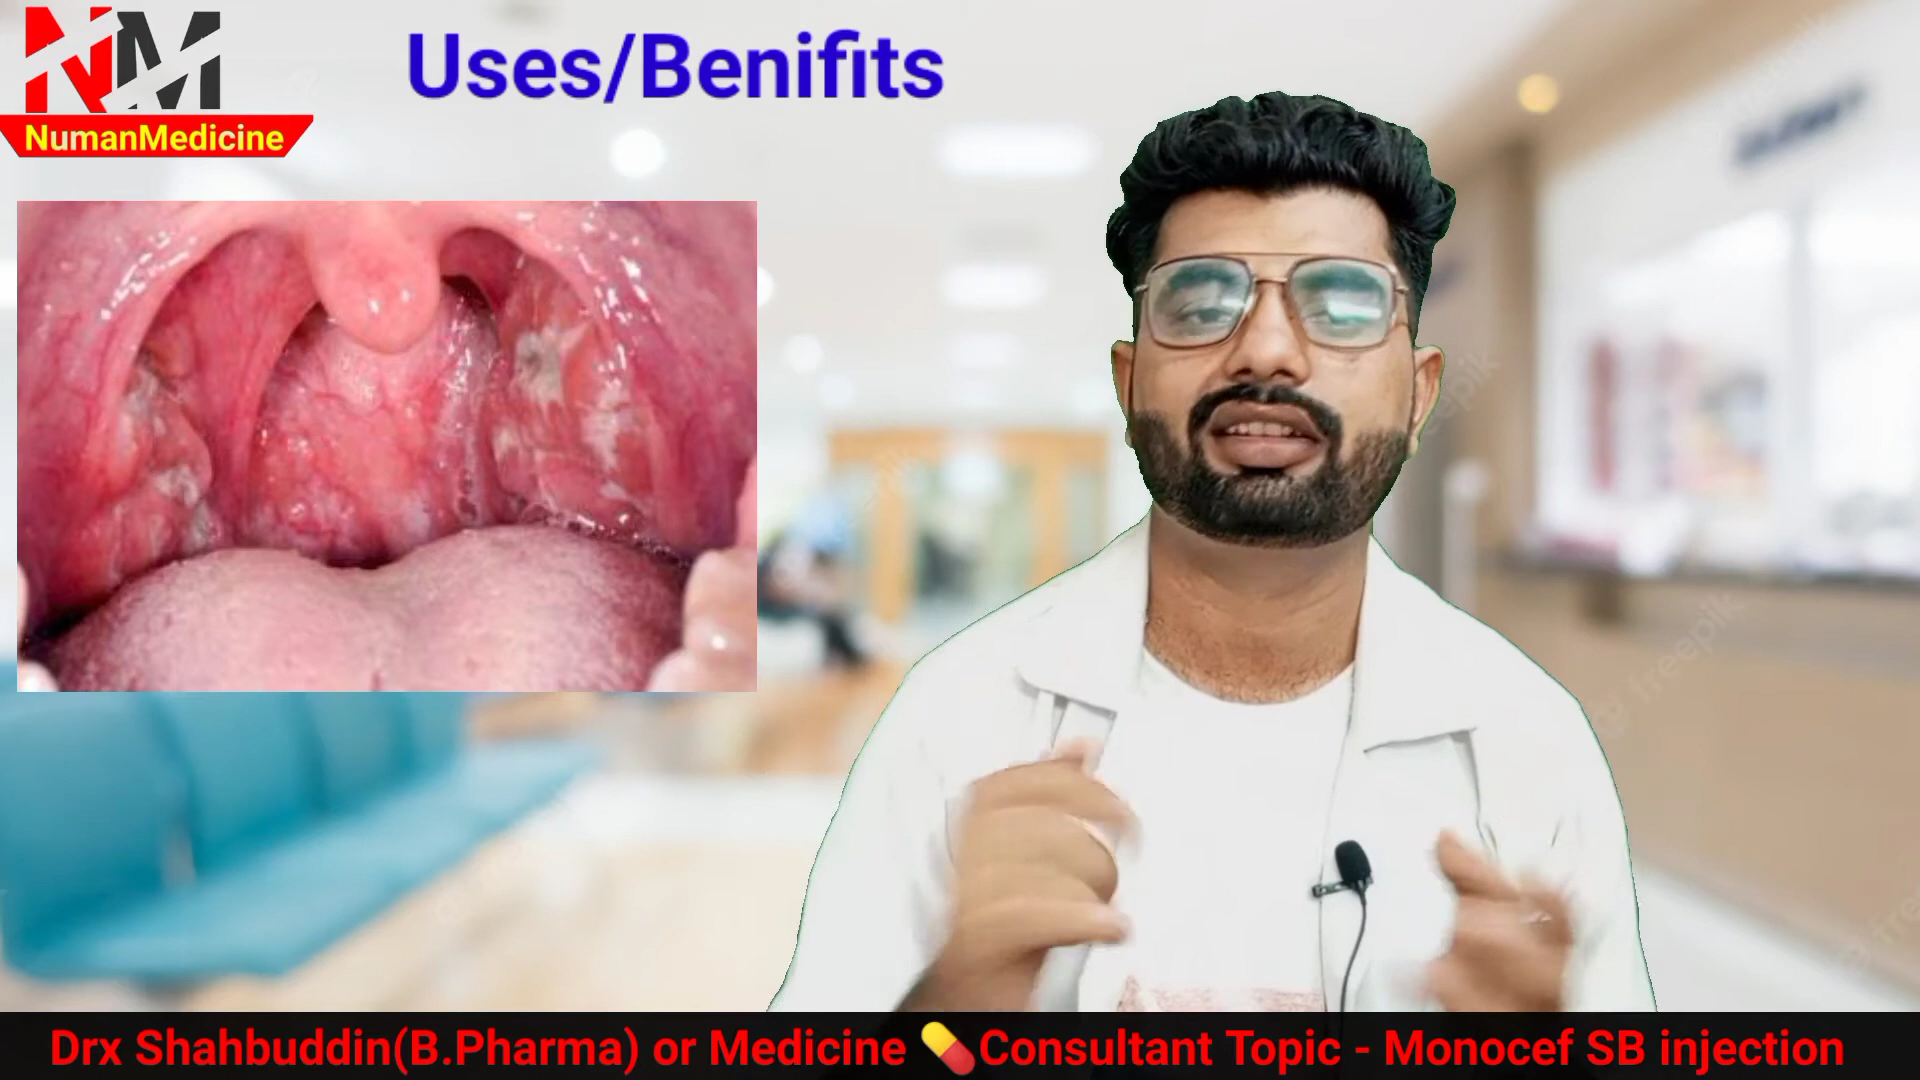 NM
Uses/Benifits
NumanMedicine
Drx Shahbuddin(B.Pharma) or Medicine 💊Consultant Topic - Monocef SB injection